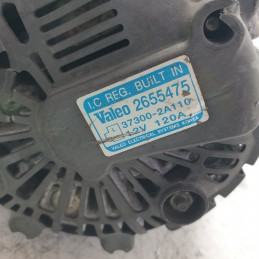 I.C REG. BUILT IN
Valeo 2655475
37300-2A110
12V 120A
VALEO ELECTRICAL SYSTEMS KOREA